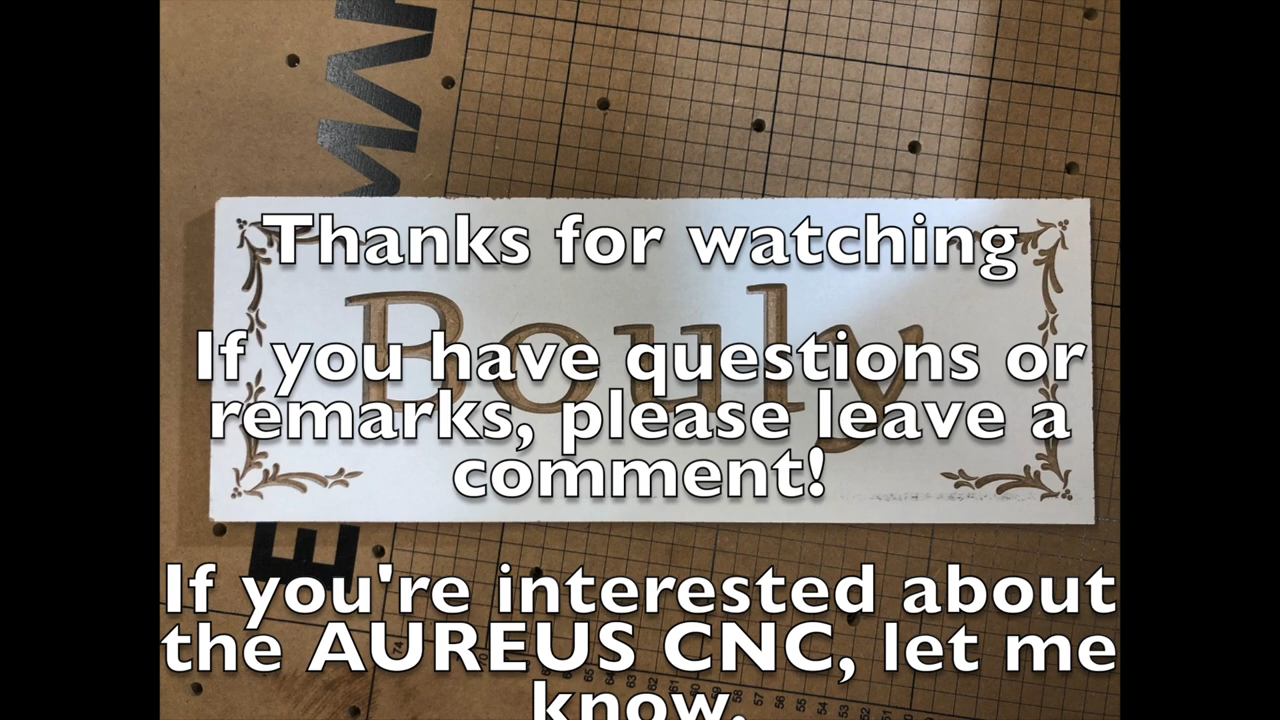 Thanks for watching
Bouly
If you have questions or
remarks, please leave a
comment!
If you're interested about
the AUREUS CNC, let me
know.